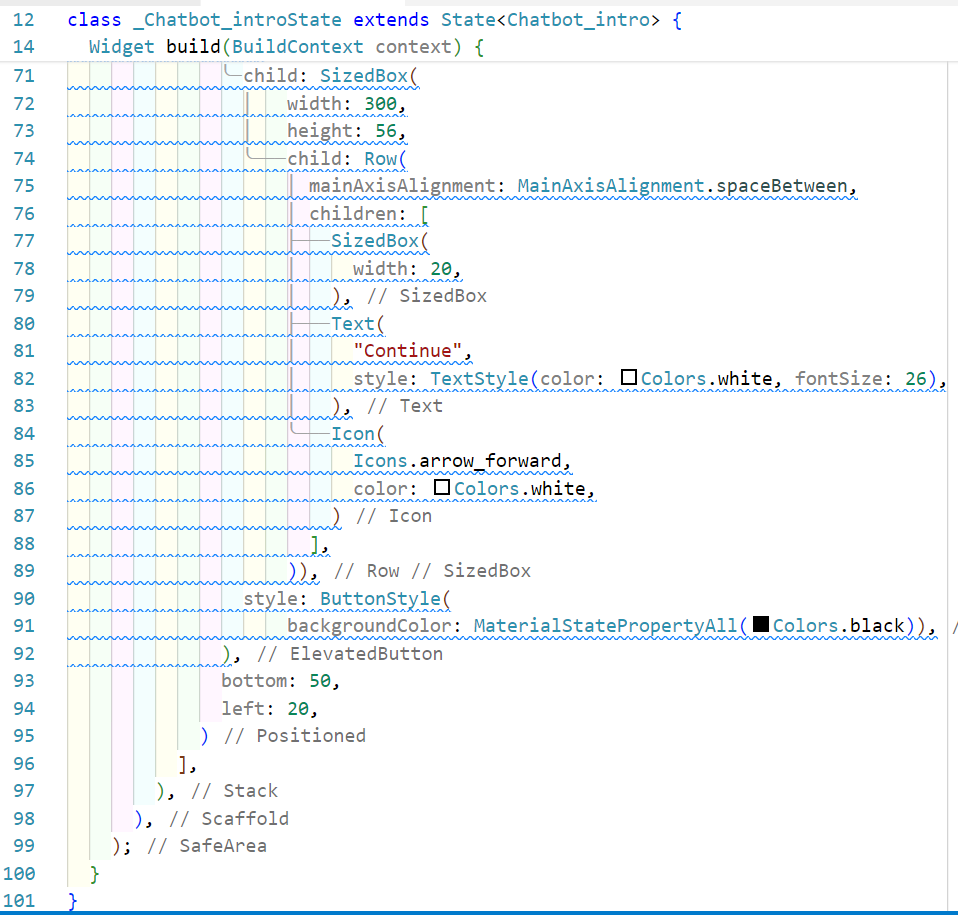 12 class _Chatbot_introState extends State<Chatbot_intro> {
14 Widget build(BuildContext context) {
71 child: SizedBox(
72 width: 300,
73 height: 56,
74 child: Row(
75 mainAxisAlignment: MainAxisAlignment.spaceBetween,
76 children: [
77 SizedBox(
78 width: 20,
79 ), // SizedBox
80 Text(
81 "Continue",
82 style: TextStyle(color: Colors.white, fontSize: 26),
83 ), // Text
84 Icon(
85 Icons.arrow_forward,
86 color: Colors.white,
87 ) // Icon
88 ],
89 )), // Row // SizedBox
90 style: ButtonStyle(
91 backgroundColor: MaterialStatePropertyAll(Colors.black)), /
92 ), // ElevatedButton
93 bottom: 50,
94 left: 20,
95 ) // Positioned
96 ],
97 ), // Stack
98 ), // Scaffold
99 ); // SafeArea
100 }
101 }